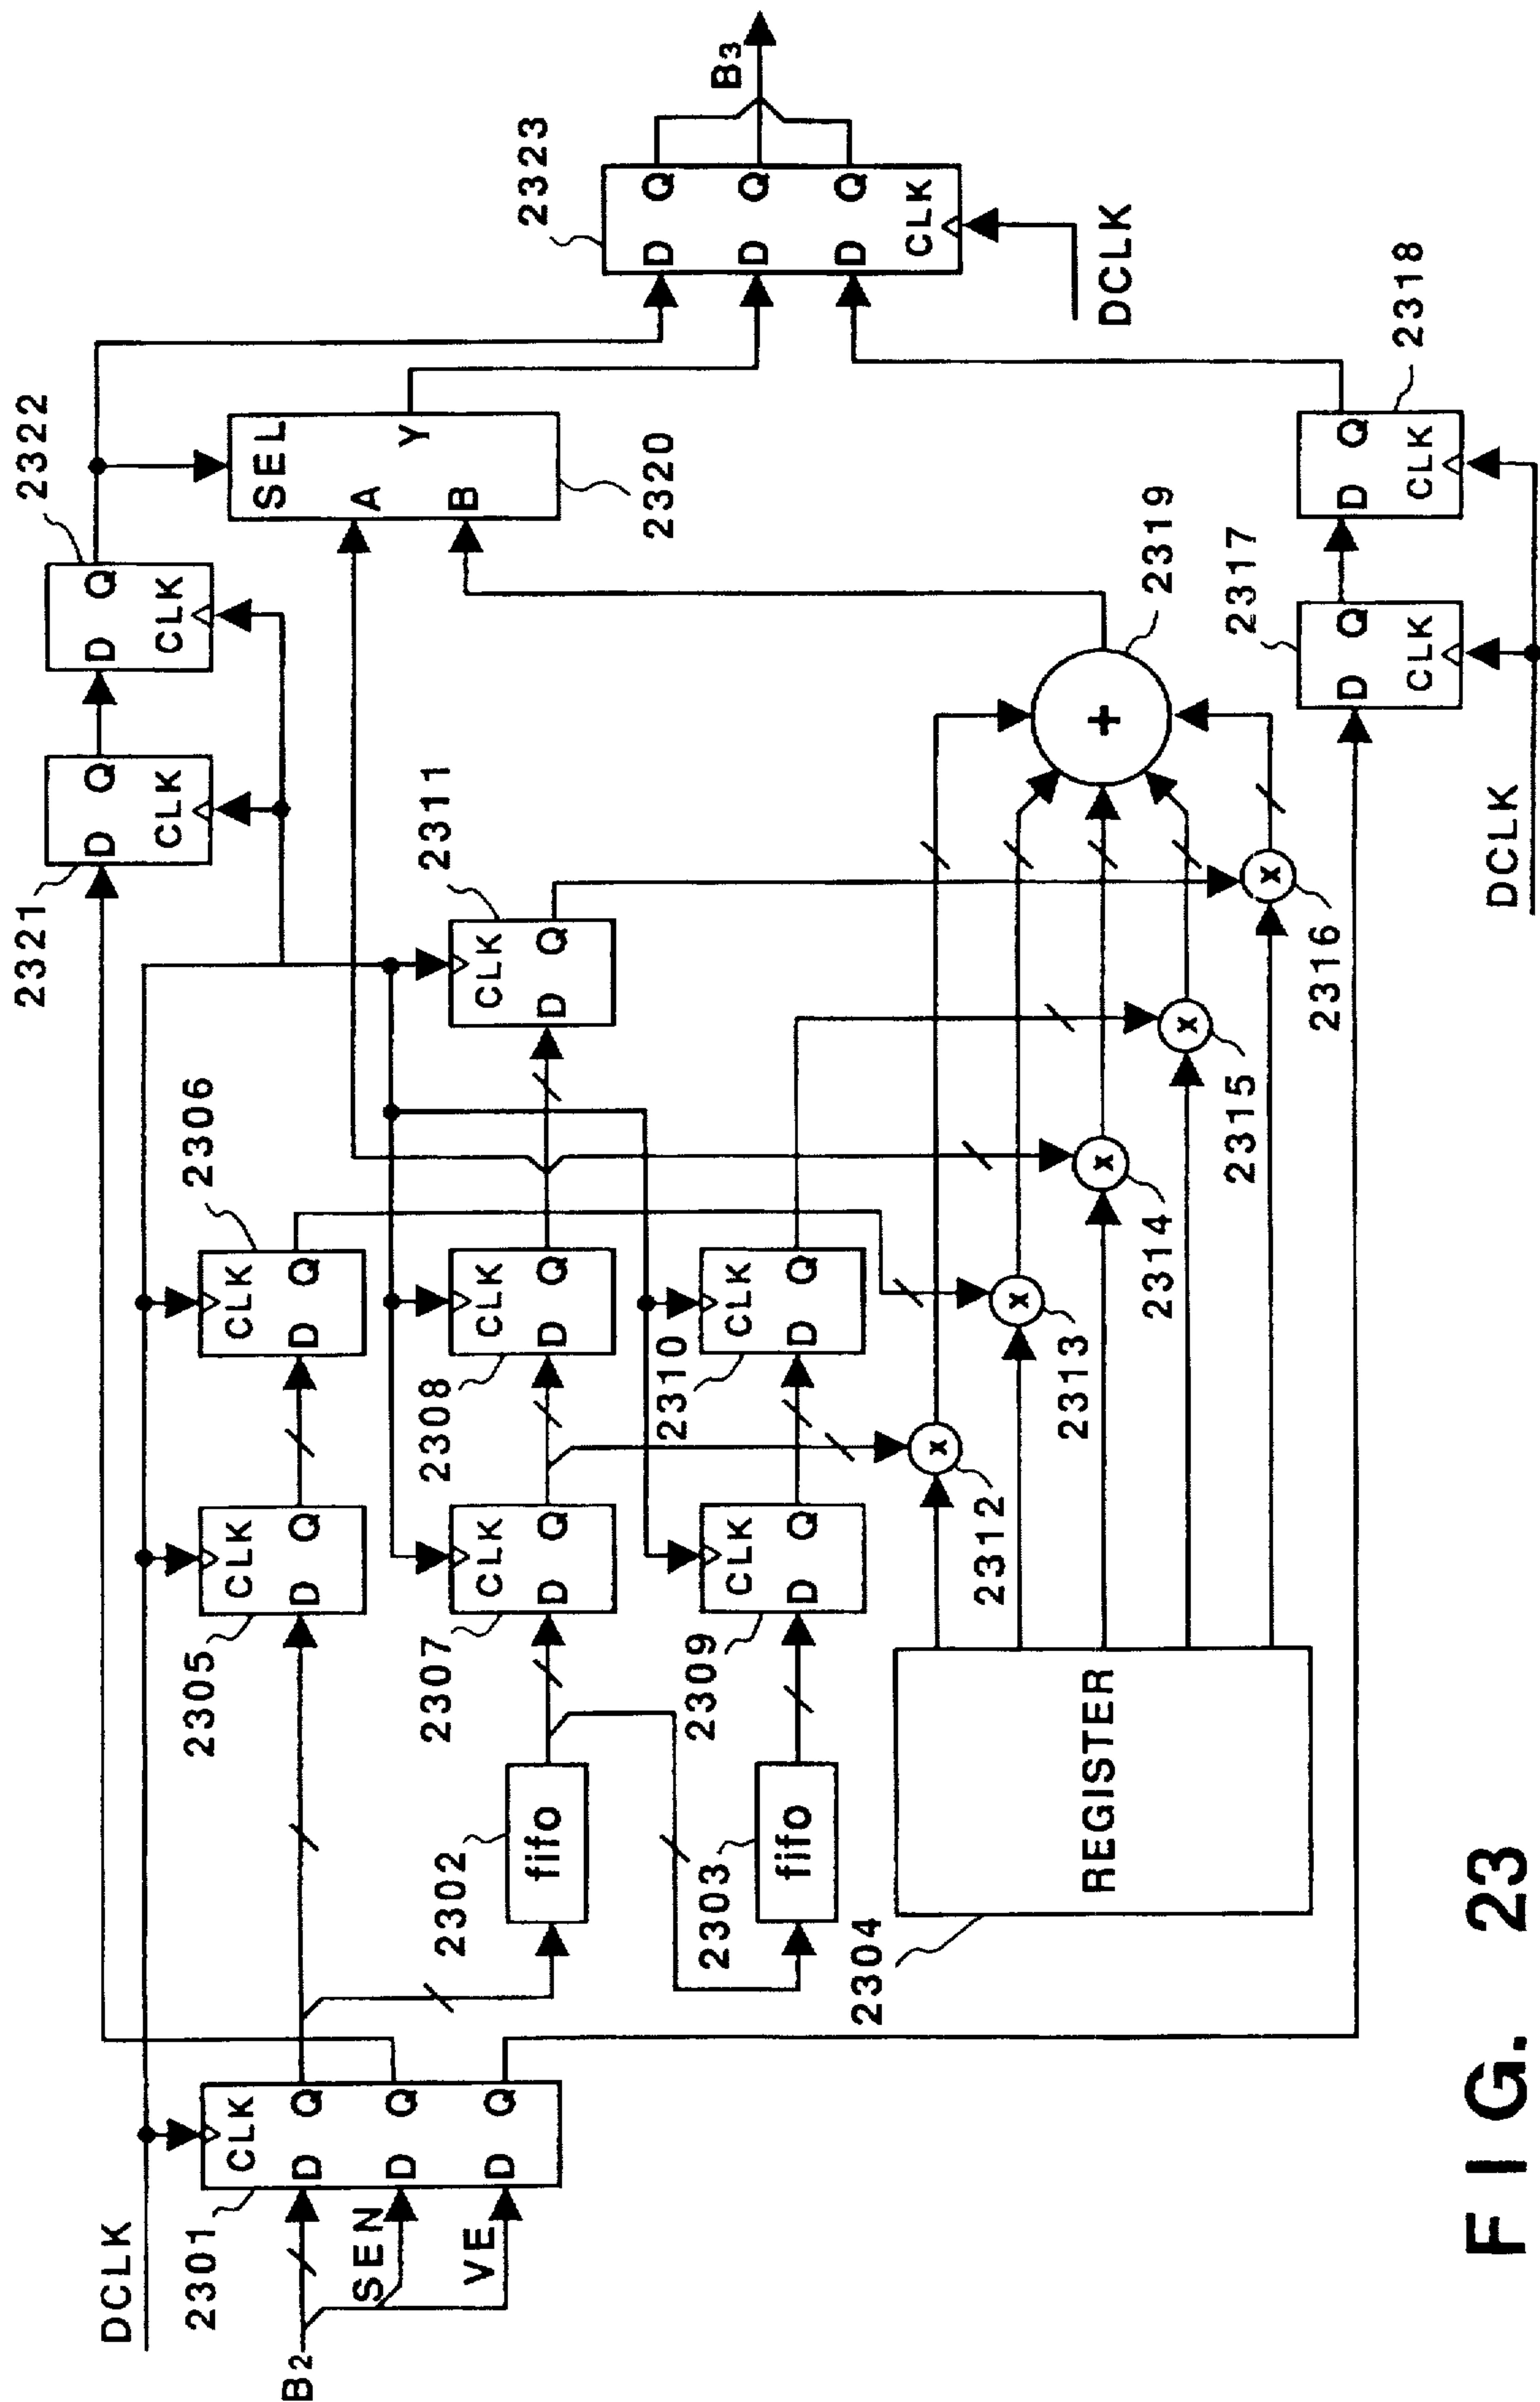 DCLK
B2
2301
CLK
D Q
SEN
D Q
VE
D Q
2305
CLK
D Q
2306
CLK
D Q
2321
D Q
CLK
2322
D Q
CLK
2302
fifo
2307
CLK
D Q
2308
CLK
D Q
2311
CLK
D Q
SEL
A
Y
B
2320
2323
D Q
D Q
D Q
CLK
B3
DCLK
2303
fifo
2309
CLK
D Q
2310
CLK
D Q
2304
REGISTER
x
2312
x
2313
x
2314
x
2315
x
2316
+
2319
2317
D Q
CLK
2318
D Q
CLK
DCLK
FIG. 23